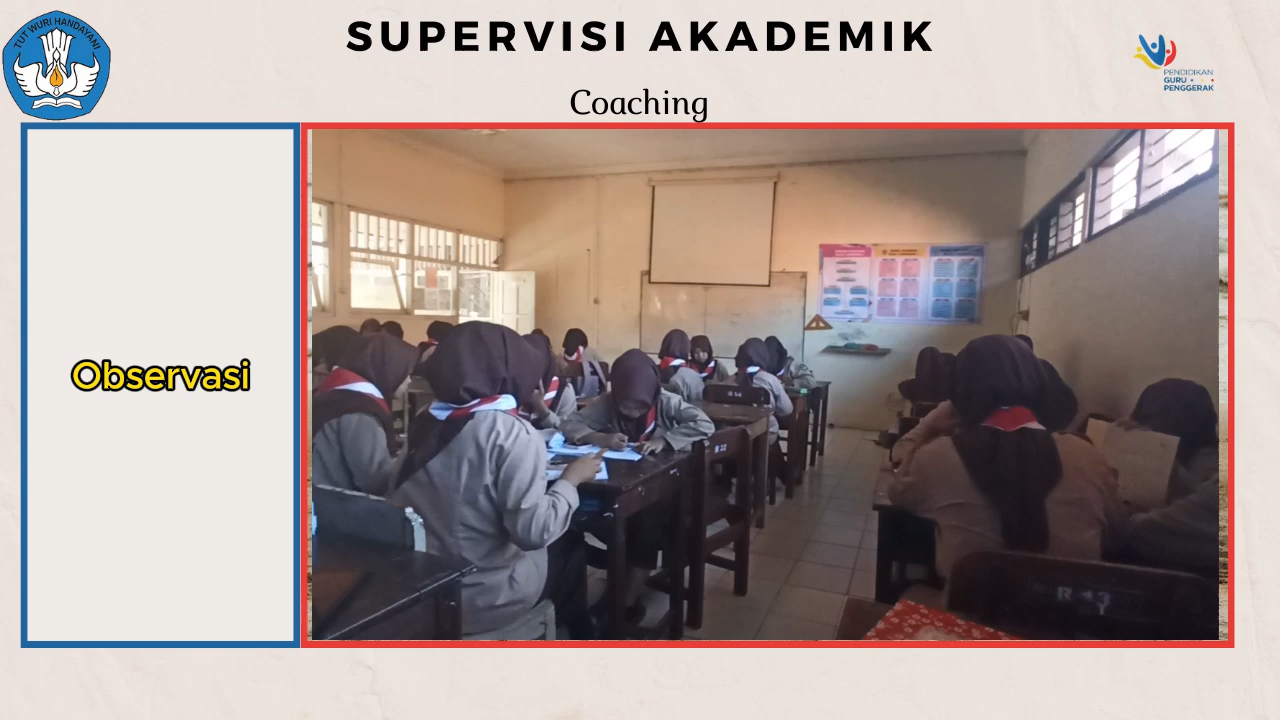 SUPERVISI AKADEMIK
TUT WURI HANDAYANI
PENDIDIKAN
GURU
PENGGERAK
Coaching
Observasi